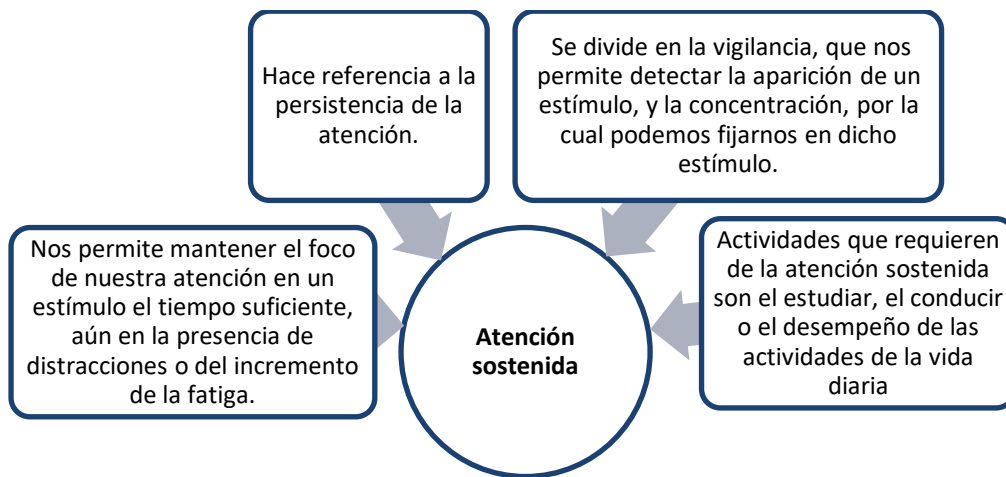 Hace referencia a la
persistencia de la
atención.
Se divide en la vigilancia, que nos
permite detectar la aparición de un
estímulo, y la concentración, por la
cual podemos fijarnos en dicho
estímulo.
Nos permite mantener el foco
de nuestra atención en un
estímulo el tiempo suficiente,
aún en la presencia de
distracciones o del incremento
de la fatiga.
Actividades que requieren
de la atención sostenida
son el estudiar, el conducir
o el desempeño de las
actividades de la vida
diaria
Atención
sostenida